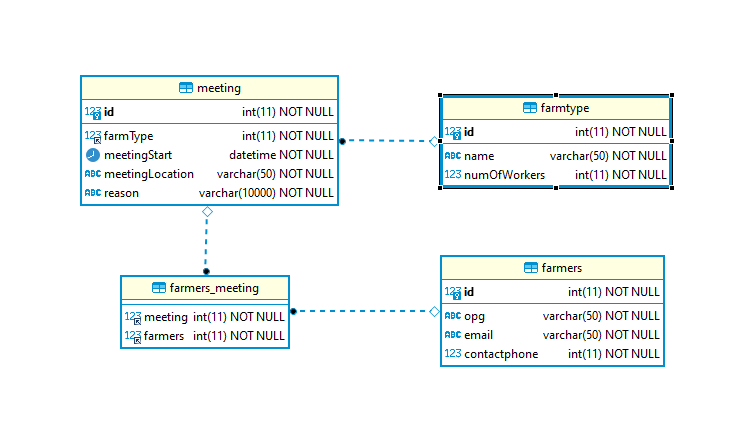 meeting
123 id int(11) NOT NULL
123 farmType int(11) NOT NULL
meetingStart datetime NOT NULL
ABC meetingLocation varchar(50) NOT NULL
ABC reason varchar(10000) NOT NULL
farmtype
123 id int(11) NOT NULL
ABC name varchar(50) NOT NULL
123 numOfWorkers int(11) NOT NULL
farmers_meeting
123 meeting int(11) NOT NULL
123 farmers int(11) NOT NULL
farmers
123 id int(11) NOT NULL
ABC opg varchar(50) NOT NULL
ABC email varchar(50) NOT NULL
123 contactphone int(11) NOT NULL